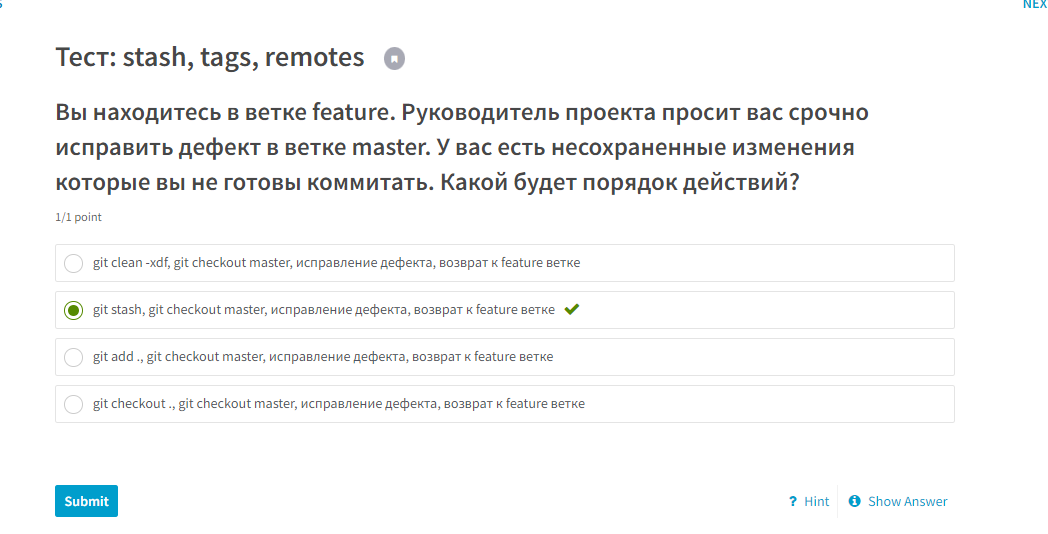 NEX
Тест: stash, tags, remotes
Вы находитесь в ветке feature. Руководитель проекта просит вас срочно
исправить дефект в ветке master. У вас есть несохраненные изменения
которые вы не готовы коммитать. Какой будет порядок действий?
1/1 point
git clean -xdf, git checkout master, исправление дефекта, возврат к feature ветке
git stash, git checkout master, исправление дефекта, возврат к feature ветке
git add ., git checkout master, исправление дефекта, возврат к feature ветке
git checkout ., git checkout master, исправление дефекта, возврат к feature ветке
Submit
? Hint
Show Answer